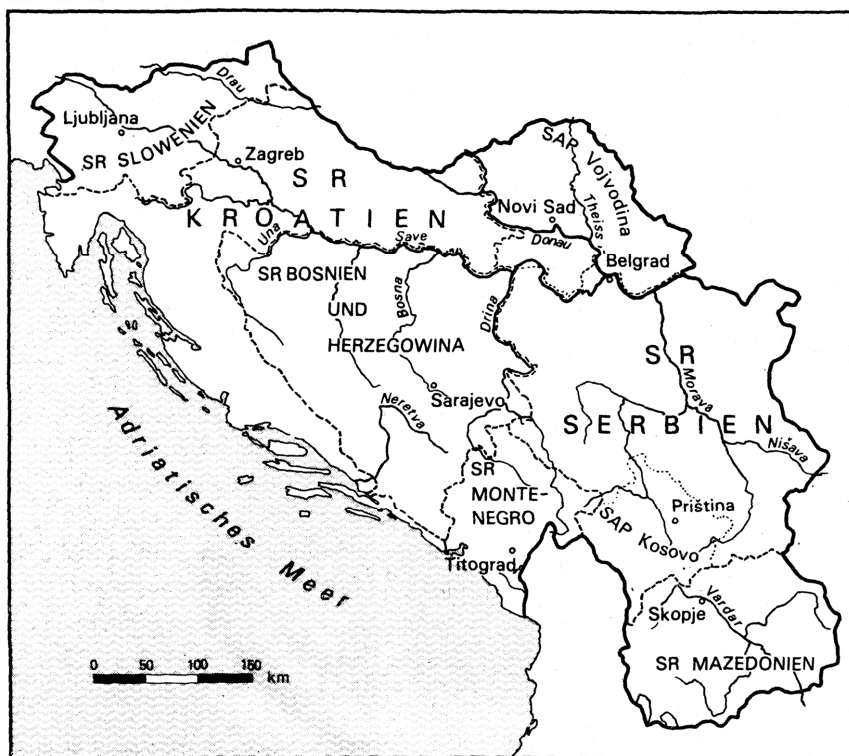 Drau
Ljubljana
SR SLOWENIEN
Zagreb
SR
KROATIEN
SAP Vojvodina
Novi Sad
Theiss
Donau
Belgrad
Una
Save
SR BOSNIEN
UND
HERZEGOWINA
Bosna
Drina
Sarajevo
Neretva
SR
SERBIEN
Morava
Nišava
SR
MONTE-
NEGRO
Titograd
Priština
SAP Kosovo
Skopje
Vardar
SR MAZEDONIEN
Adriatisches Meer
0 50 100 150
km